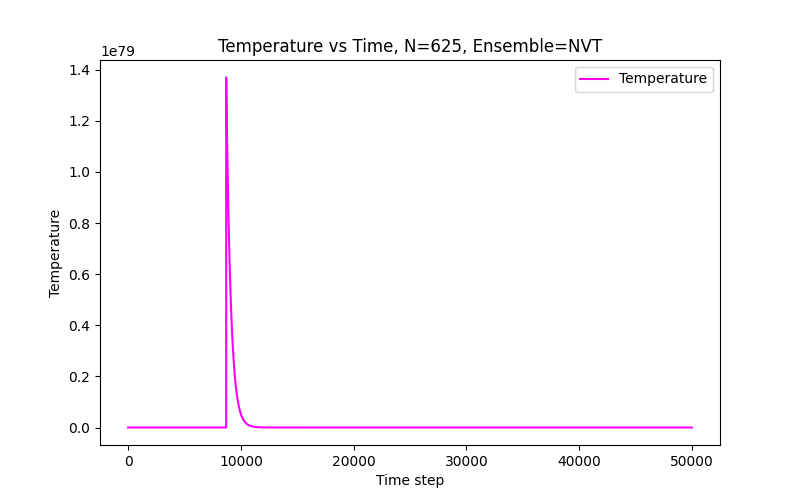 Temperature vs Time, N=625, Ensemble=NVT
1e79
Temperature
1.4
1.2
1.0
0.8
0.6
0.4
0.2
0.0
Temperature
0
10000
20000
30000
40000
50000
Time step